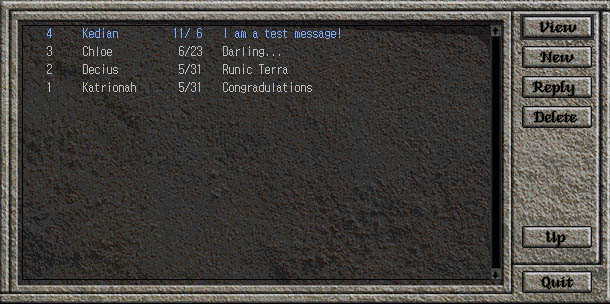 4 Kedian 11/ 6 I am a test message!
3 Chloe 6/23 Darling...
2 Decius 5/31 Runic Terra
1 Katrionah 5/31 Congradulations
View
New
Reply
Delete
Up
Quit